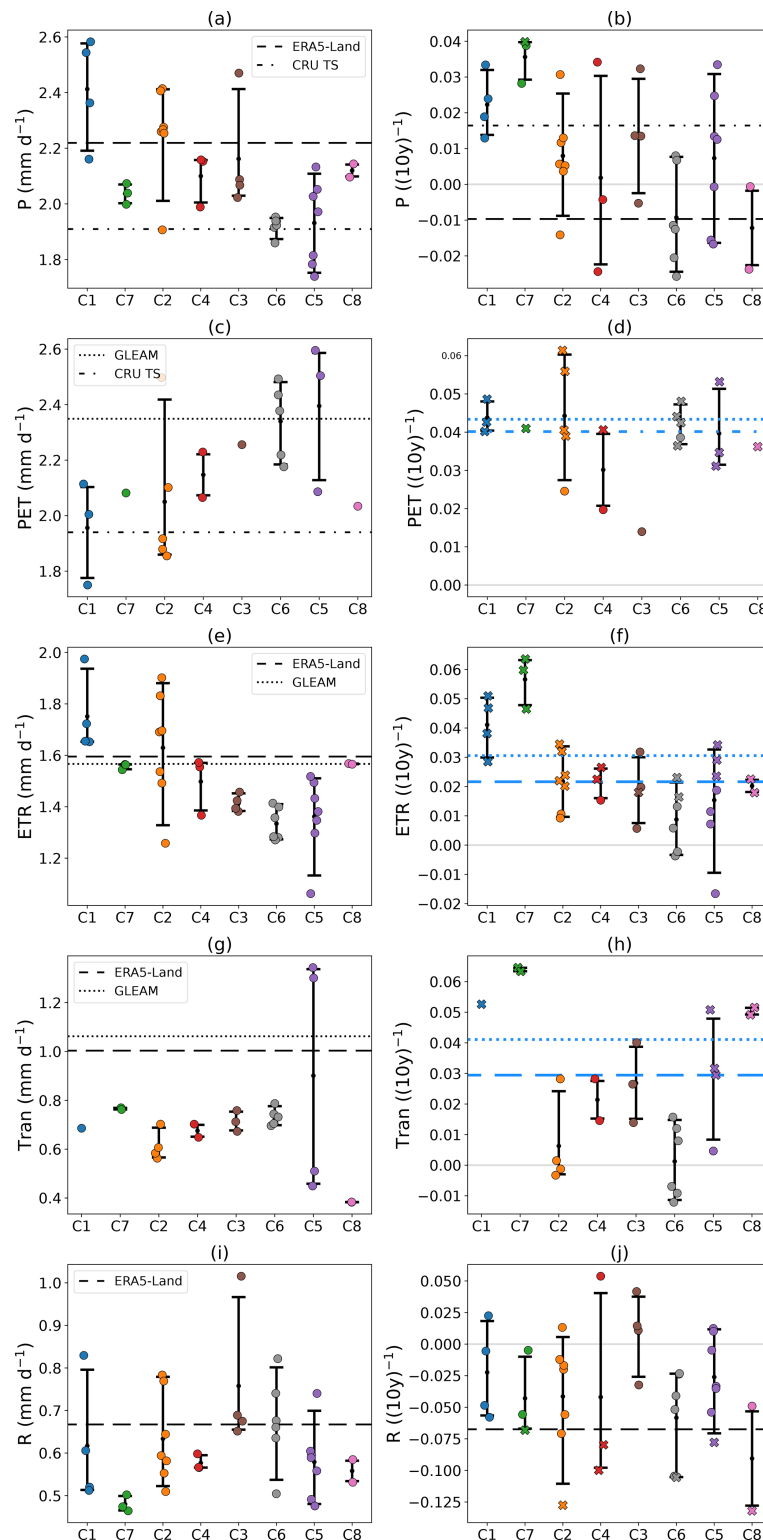 (a)
P (mm d⁻¹)
2.6
2.4
2.2
2.0
1.8
ERA5-Land
CRU TS
C1 C7 C2 C4 C3 C6 C5 C8
(b)
P ((10y)⁻¹)
0.04
0.03
0.02
0.01
0.00
−0.01
−0.02
C1 C7 C2 C4 C3 C6 C5 C8
(c)
PET (mm d⁻¹)
2.6
2.4
2.2
2.0
1.8
GLEAM
CRU TS
C1 C7 C2 C4 C3 C6 C5 C8
(d)
PET ((10y)⁻¹)
0.06
0.05
0.04
0.03
0.02
0.01
0.00
C1 C7 C2 C4 C3 C6 C5 C8
(e)
ETR (mm d⁻¹)
2.0
1.8
1.6
1.4
1.2
ERA5-Land
GLEAM
C1 C7 C2 C4 C3 C6 C5 C8
(f)
ETR ((10y)⁻¹)
0.06
0.05
0.04
0.03
0.02
0.01
0.00
−0.01
−0.02
C1 C7 C2 C4 C3 C6 C5 C8
(g)
Tran (mm d⁻¹)
1.2
1.0
0.8
0.6
0.4
ERA5-Land
GLEAM
C1 C7 C2 C4 C3 C6 C5 C8
(h)
Tran ((10y)⁻¹)
0.06
0.05
0.04
0.03
0.02
0.01
0.00
−0.01
C1 C7 C2 C4 C3 C6 C5 C8
(i)
R (mm d⁻¹)
1.0
0.9
0.8
0.7
0.6
0.5
ERA5-Land
C1 C7 C2 C4 C3 C6 C5 C8
(j)
R ((10y)⁻¹)
0.050
0.025
0.000
−0.025
−0.050
−0.075
−0.100
−0.125
C1 C7 C2 C4 C3 C6 C5 C8